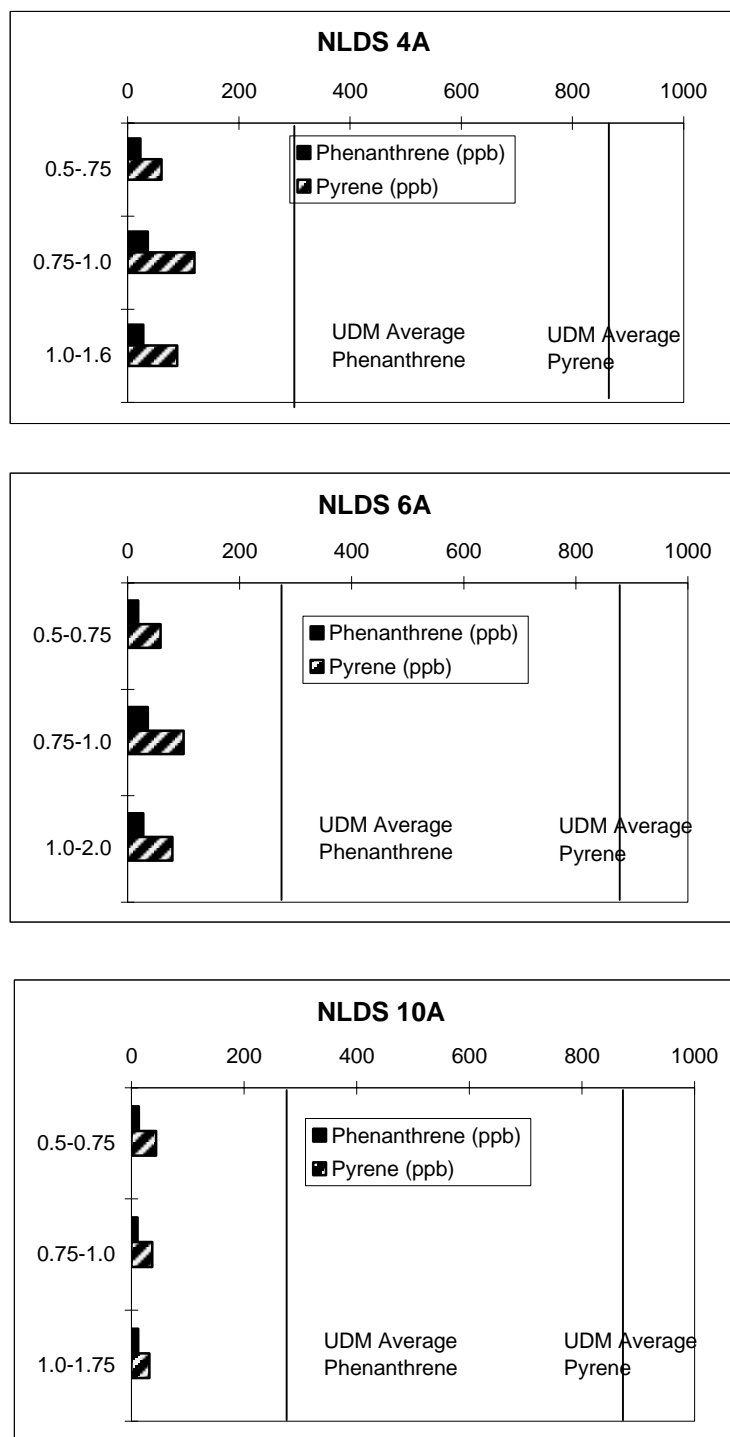 NLDS 4A
0 200 400 600 800 1000
Phenanthrene (ppb)
Pyrene (ppb)
0.5-.75
0.75-1.0
1.0-1.6
UDM Average
Phenanthrene
UDM Average
Pyrene
NLDS 6A
0 200 400 600 800 1000
Phenanthrene (ppb)
Pyrene (ppb)
0.5-0.75
0.75-1.0
1.0-2.0
UDM Average
Phenanthrene
UDM Average
Pyrene
NLDS 10A
0 200 400 600 800 1000
Phenanthrene (ppb)
Pyrene (ppb)
0.5-0.75
0.75-1.0
1.0-1.75
UDM Average
Phenanthrene
UDM Average
Pyrene